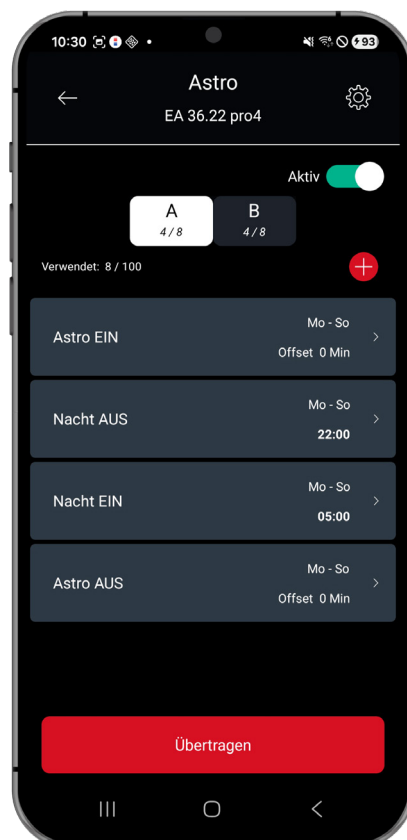 10:30 93
Astro
EA 36.22 pro4
Aktiv
A B
4 / 8 4 / 8
Verwendet: 8 / 100
Mo - So
Astro EIN
Offset 0 Min
Mo - So
Nacht AUS
22:00
Mo - So
Nacht EIN
05:00
Mo - So
Astro AUS
Offset 0 Min
Übertragen